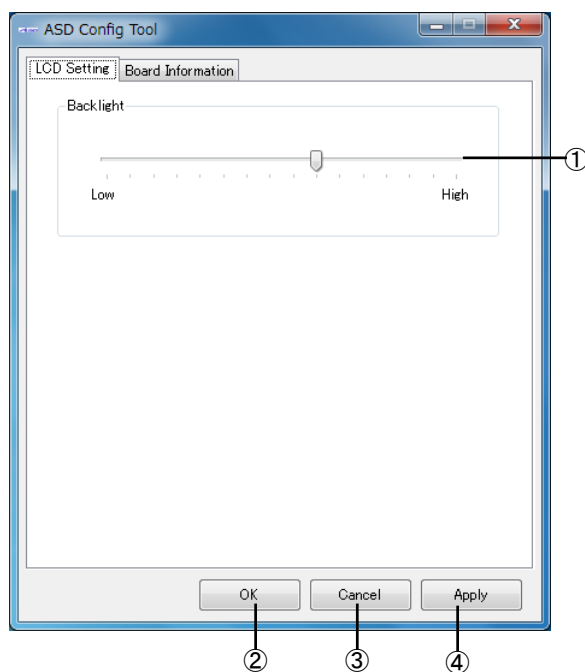 ASD Config Tool
LCD Setting Board Information
Backlight
①
Low High
OK Cancel Apply
② ③ ④